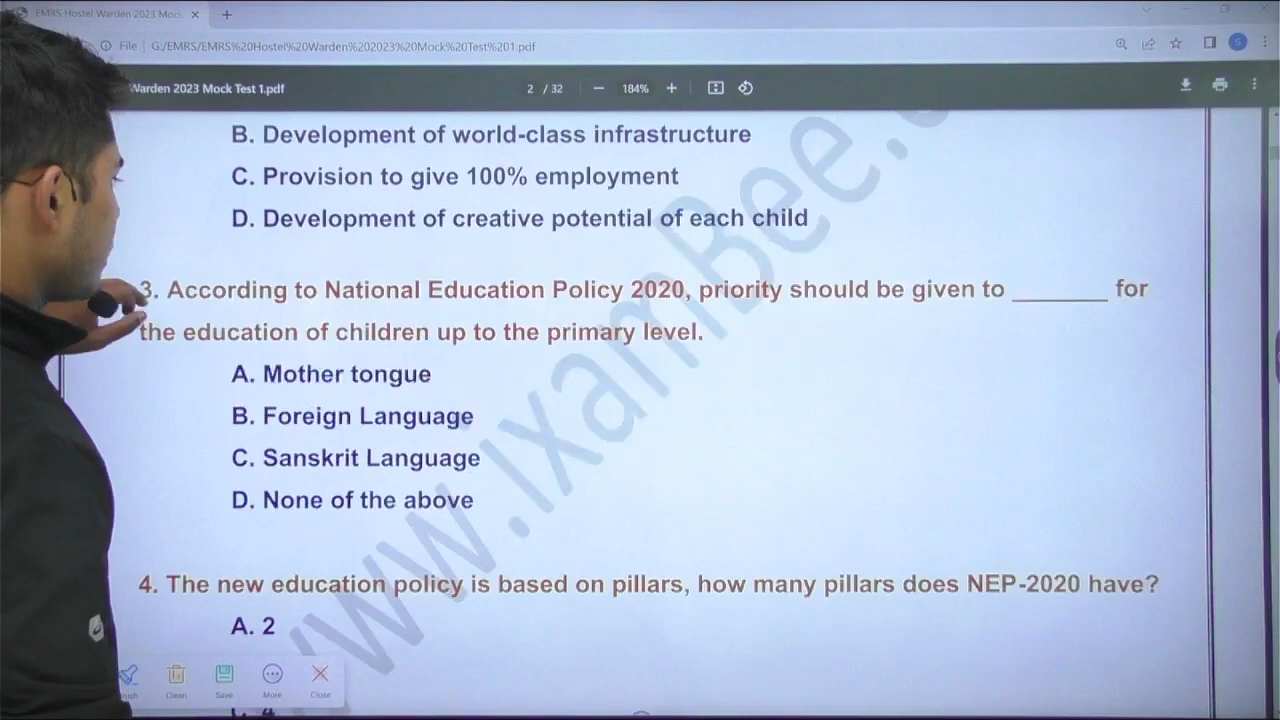 EMRS Hostel Warden 2023 Mock
File | G:/EMRS/EMRS%20Hostel%20Warden%202023%20Mock%20Test%201.pdf
S
Warden 2023 Mock Test 1.pdf
2 / 32
184%
B. Development of world-class infrastructure
C. Provision to give 100% employment
D. Development of creative potential of each child
3. According to National Education Policy 2020, priority should be given to _______ for
the education of children up to the primary level.
A. Mother tongue
B. Foreign Language
C. Sanskrit Language
D. None of the above
4. The new education policy is based on pillars, how many pillars does NEP-2020 have?
A. 2
Clean
Save
More
Close
www.ixamBee.